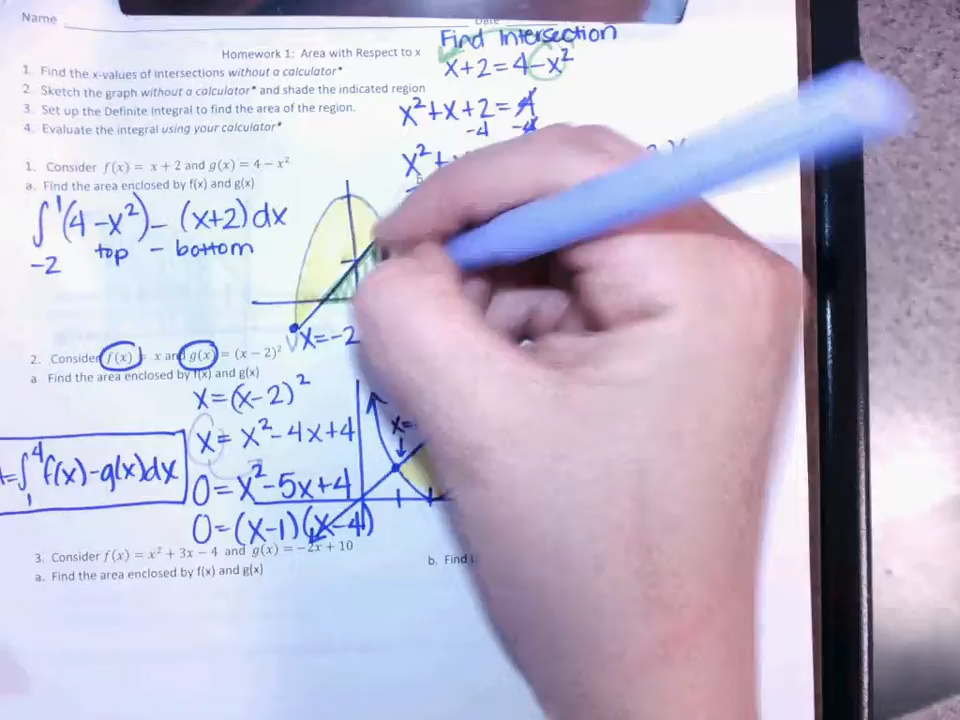 Name
Date
Homework 1: Area with Respect to x
1. Find the x-values of intersections without a calculator*
2. Sketch the graph without a calculator* and shade the indicated region
3. Set up the Definite Integral to find the area of the region.
4. Evaluate the integral using your calculator*
Find Intersection
x+2=4-x²
x²+x+2=4
-4 -4
x²+
1. Consider f(x) = x + 2 and g(x) = 4 − x²
a. Find the area enclosed by f(x) and g(x)
∫₋₂¹(4-x²)-(x+2)dx
top - bottom
x=-2
2. Consider f(x) = x and g(x) = (x − 2)²
a. Find the area enclosed by f(x) and g(x)
x=(x-2)²
x=x²-4x+4
x=
=∫₁⁴f(x)-g(x)dx
0=x²-5x+4
0=(x-1)(x-4)
3. Consider f(x) = x² + 3x − 4 and g(x) = −2x + 10
a. Find the area enclosed by f(x) and g(x)
b. Find